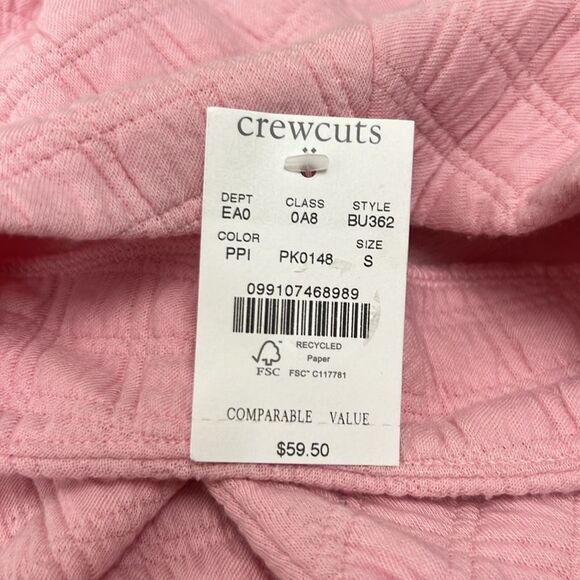 crewcuts
DEPT CLASS STYLE
EA0 0A8 BU362
COLOR SIZE
PPI PK0148 S
099107468989
RECYCLED
Paper
FSC FSC™ C117781
COMPARABLE VALUE
$59.50